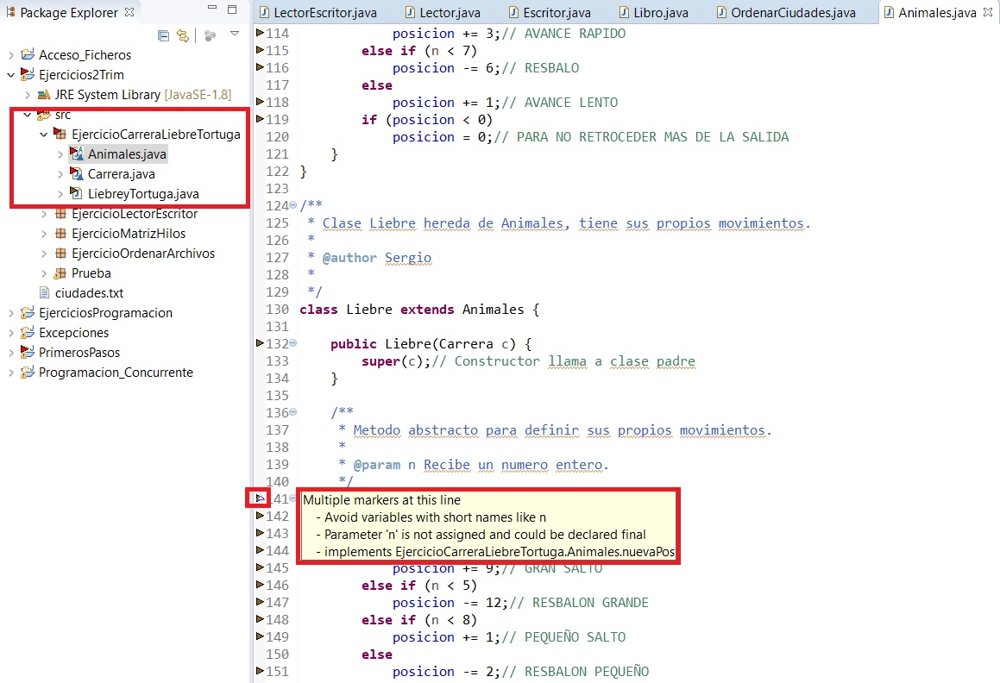 Package Explorer
Acceso_Ficheros
Ejercicios2Trim
JRE System Library [JavaSE-1.8]
src
EjercicioCarreraLiebreTortuga
Animales.java
Carrera.java
LiebreyTortuga.java
EjercicioLectorEscritor
EjercicioMatrizHilos
EjercicioOrdenarArchivos
Prueba
ciudades.txt
EjerciciosProgramacion
Excepciones
PrimerosPasos
Programacion_Concurrente
LectorEscritor.java Lector.java Escritor.java Libro.java OrdenarCiudades.java Animales.java
114 posicion += 3;// AVANCE RAPIDO
115 else if (n < 7)
116 posicion -= 6;// RESBALO
117 else
118 posicion += 1;// AVANCE LENTO
119 if (posicion < 0)
120 posicion = 0;// PARA NO RETROCEDER MAS DE LA SALIDA
121 }
122 }
123
124 /**
125 * Clase Liebre hereda de Animales, tiene sus propios movimientos.
126 *
127 * @author Sergio
128 *
129 */
130 class Liebre extends Animales {
131
132 public Liebre(Carrera c) {
133 super(c);// Constructor llama a clase padre
134 }
135
136 /**
137 * Metodo abstracto para definir sus propios movimientos.
138 *
139 * @param n Recibe un numero entero.
140 */
141 Multiple markers at this line
142 - Avoid variables with short names like n
143 - Parameter 'n' is not assigned and could be declared final
144 - implements EjercicioCarreraLiebreTortuga.Animales.nuevaPos
145 posicion += 9;// GRAN SALTO
146 else if (n < 5)
147 posicion -= 12;// RESBALON GRANDE
148 else if (n < 8)
149 posicion += 1;// PEQUEÑO SALTO
150 else
151 posicion -= 2;// RESBALON PEQUEÑO